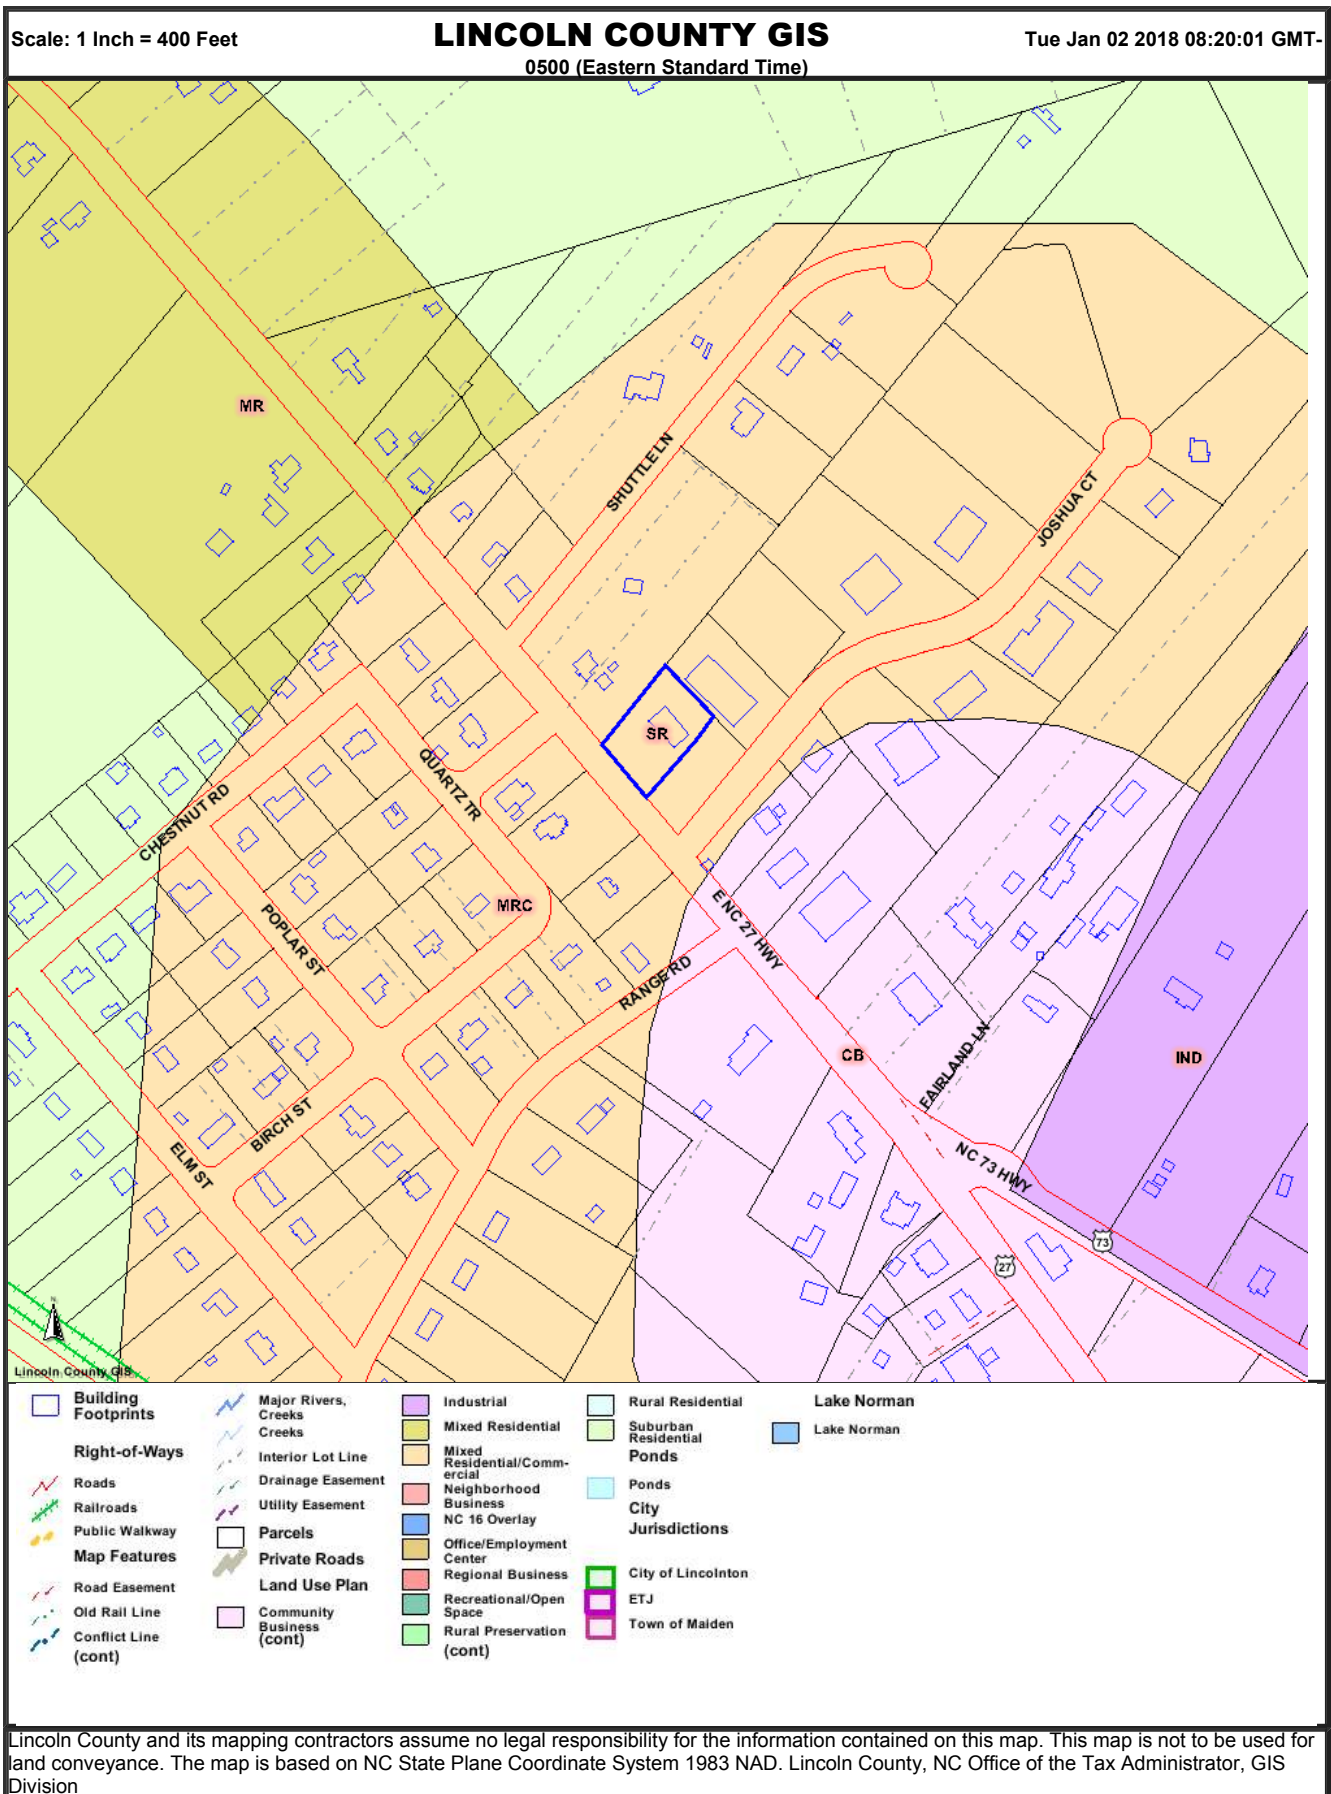 Scale: 1 Inch = 400 Feet
LINCOLN COUNTY GIS
Tue Jan 02 2018 08:20:01 GMT-
0500 (Eastern Standard Time)
MR
SHUTTLE LN
JOSHUA CT
SR
QUARTZ TR
CHESTNUT RD
MRC
E NC 27 HWY
POPLAR ST
RANGE RD
CB
IND
FAIRLAND LN
BIRCH ST
ELM ST
NC 73 HWY
73
27
N
Lincoln County GIS
Building
Footprints
Right-of-Ways
Roads
Railroads
Public Walkway
Map Features
Road Easement
Old Rail Line
Conflict Line
(cont)
Major Rivers,
Creeks
Creeks
Interior Lot Line
Drainage Easement
Utility Easement
Parcels
Private Roads
Land Use Plan
Community
Business
(cont)
Industrial
Mixed Residential
Mixed
Residential/Comm-
ercial
Neighborhood
Business
NC 16 Overlay
Office/Employment
Center
Regional Business
Recreational/Open
Space
Rural Preservation
(cont)
Rural Residential
Suburban
Residential
Ponds
Ponds
City
Jurisdictions
City of Lincolnton
ETJ
Town of Maiden
Lake Norman
Lake Norman
Lincoln County and its mapping contractors assume no legal responsibility for the information contained on this map. This map is not to be used for
land conveyance. The map is based on NC State Plane Coordinate System 1983 NAD. Lincoln County, NC Office of the Tax Administrator, GIS
Division